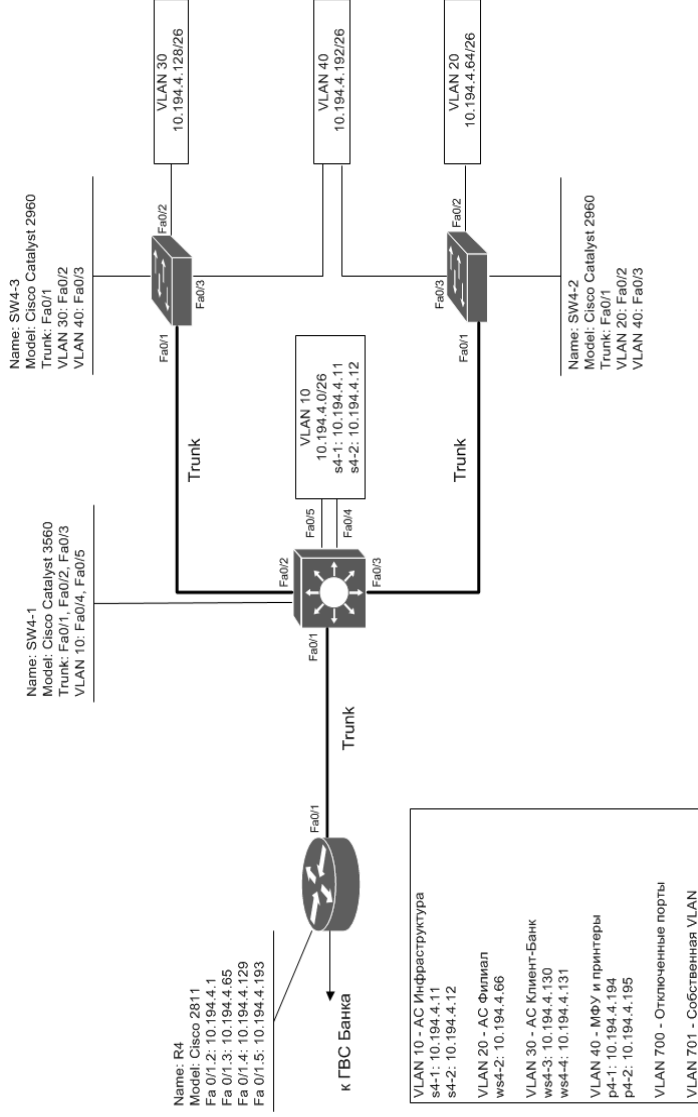 Name: SW4-3
Model: Cisco Catalyst 2960
Trunk: Fa0/1
VLAN 30: Fa0/2
VLAN 40: Fa0/3
Fa0/1
Fa0/2
Fa0/3
VLAN 30
10.194.4.128/26
VLAN 40
10.194.4.192/26
VLAN 20
10.194.4.64/26
Name: SW4-1
Model: Cisco Catalyst 3560
Trunk: Fa0/1, Fa0/2, Fa0/3
VLAN 10: Fa0/4, Fa0/5
Trunk
Fa0/2
Fa0/5
Fa0/4
Fa0/1
Fa0/3
VLAN 10
10.194.4.0/26
s4-1: 10.194.4.11
s4-2: 10.194.4.12
Trunk
Fa0/1
Fa0/3
Fa0/2
Name: SW4-2
Model: Cisco Catalyst 2960
Trunk: Fa0/1
VLAN 20: Fa0/2
VLAN 40: Fa0/3
Name: R4
Model: Cisco 2811
Fa 0/1.2: 10.194.4.1
Fa 0/1.3: 10.194.4.65
Fa 0/1.4: 10.194.4.129
Fa 0/1.5: 10.194.4.193
Fa0/1
Trunk
к ГВС Банка
VLAN 10 - АС Инфраструктура
s4-1: 10.194.4.11
s4-2: 10.194.4.12
VLAN 20 - АС Филиал
ws4-2: 10.194.4.66
VLAN 30 - АС Клиент-Банк
ws4-3: 10.194.4.130
ws4-4: 10.194.4.131
VLAN 40 - МФУ и принтеры
p4-1: 10.194.4.194
p4-2: 10.194.4.195
VLAN 700 - Отключенные порты
VLAN 701 - Собственная VLAN